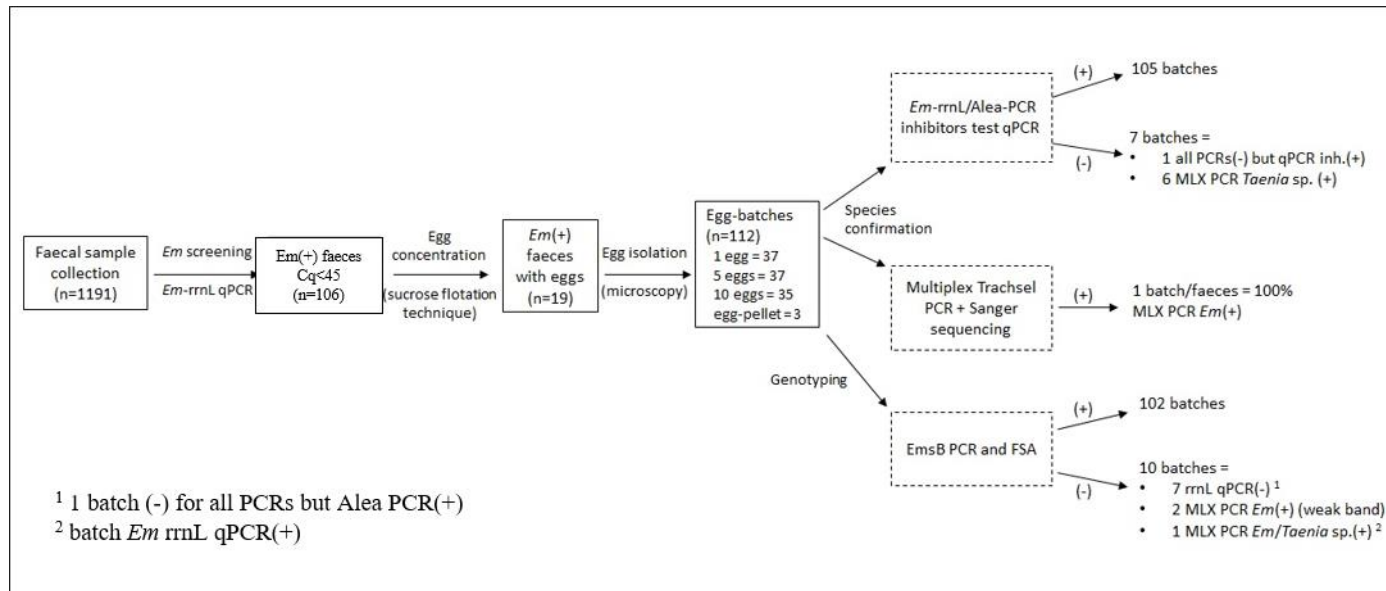 Faecal sample
collection
(n=1191)
Em screening
Em-rrnL qPCR
Em(+) faeces
Cq<45
(n=106)
Egg
concentration
(sucrose flotation
technique)
Em(+)
faeces
with eggs
(n=19)
Egg isolation
(microscopy)
Egg-batches
(n=112)
1 egg = 37
5 eggs = 37
10 eggs = 35
egg-pellet = 3
Species
confirmation
Genotyping
Em-rrnL/Alea-PCR
inhibitors test qPCR
(+)
105 batches
(-)
7 batches =
• 1 all PCRs(-) but qPCR inh.(+)
• 6 MLX PCR Taenia sp. (+)
Multiplex Trachsel
PCR + Sanger
sequencing
(+)
1 batch/faeces = 100%
MLX PCR Em(+)
EmsB PCR and FSA
(+)
102 batches
(-)
10 batches =
• 7 rrnL qPCR(-) 1
• 2 MLX PCR Em(+) (weak band)
• 1 MLX PCR Em/Taenia sp.(+) 2
1 1 batch (-) for all PCRs but Alea PCR(+)
2 batch Em rrnL qPCR(+)